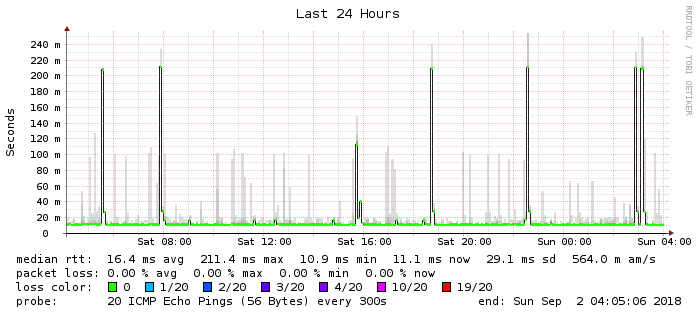 Last 24 Hours
RRDTOOL / TOBI OETIKER
Seconds
240 m
220 m
200 m
180 m
160 m
140 m
120 m
100 m
80 m
60 m
40 m
20 m
0
Sat 08:00 Sat 12:00 Sat 16:00 Sat 20:00 Sun 00:00 Sun 04:00
median rtt: 16.4 ms avg 211.4 ms max 10.9 ms min 11.1 ms now 29.1 ms sd 564.0 m am/s
packet loss: 0.00 % avg 0.00 % max 0.00 % min 0.00 % now
loss color: 0 1/20 2/20 3/20 4/20 10/20 19/20
probe: 20 ICMP Echo Pings (56 Bytes) every 300s end: Sun Sep 2 04:05:06 2018